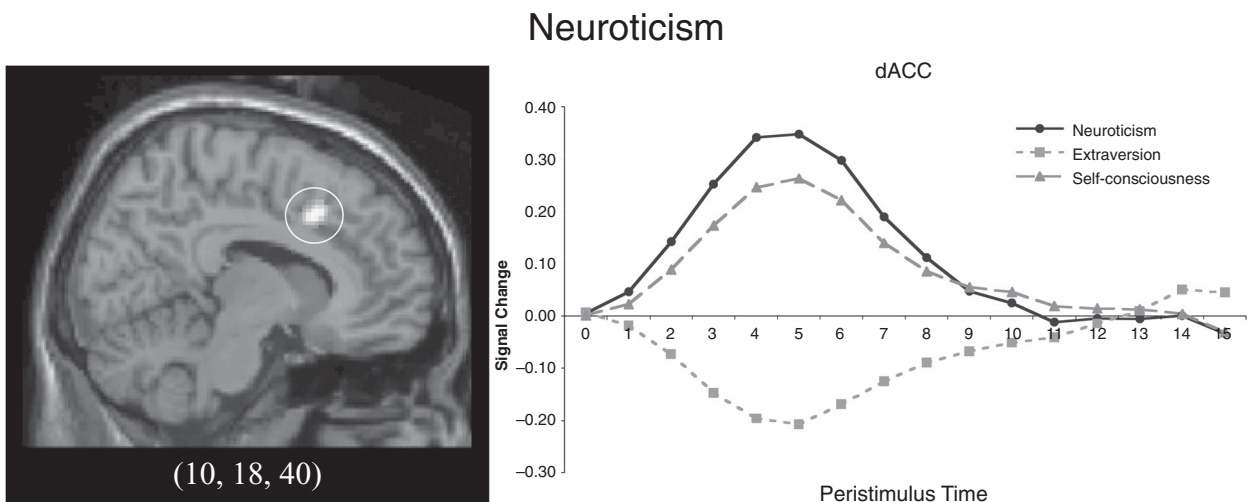 Neuroticism
(10, 18, 40)
dACC
Signal Change
0.40
0.30
0.20
0.10
0.00
–0.10
–0.20
–0.30
0 1 2 3 4 5 6 7 8 9 10 11 12 13 14 15
Peristimulus Time
Neuroticism
Extraversion
Self-consciousness